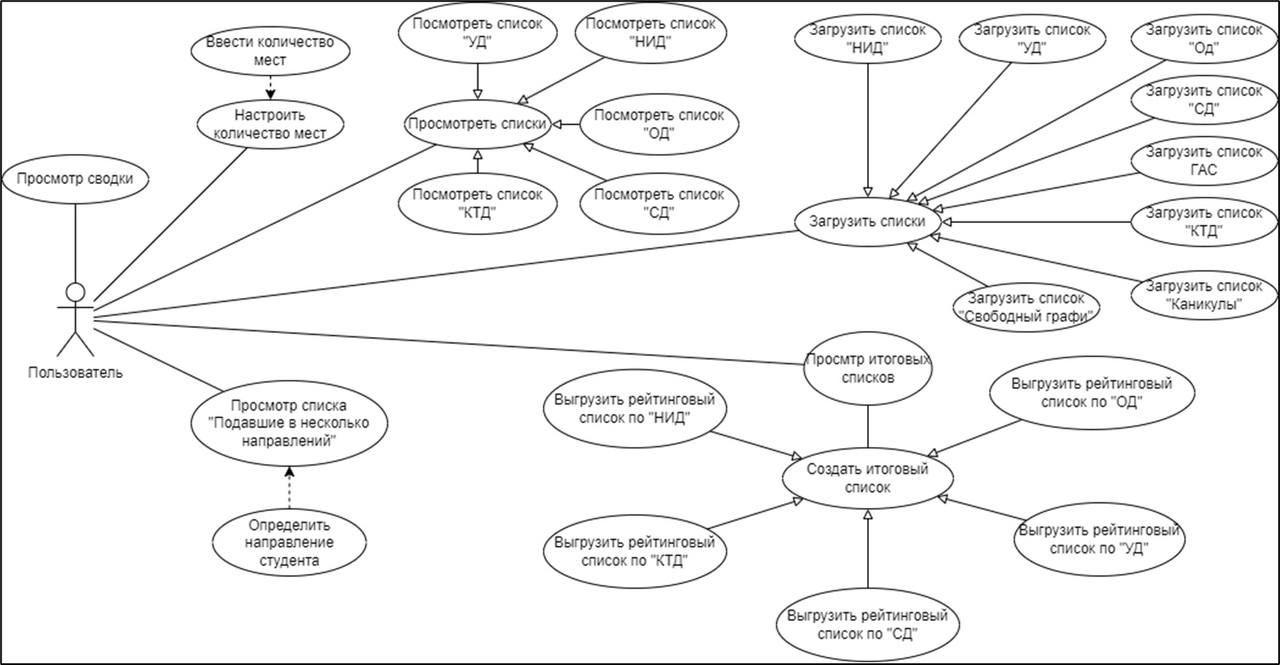 Ввести количество
мест
Настроить
количество мест
Просмотр сводки
Посмотреть список
"УД"
Посмотреть список
"НИД"
Просмотреть списки
Посмотреть список
"ОД"
Посмотреть список
"КТД"
Посмотреть список
"СД"
Загрузить список
"НИД"
Загрузить список
"УД"
Загрузить список
"Од"
Загрузить список
"СД"
Загрузить список
ГАС
Загрузить списки
Загрузить список
"КТД"
Загрузить список
"Каникулы"
Загрузить список
"Свободный графи"
Пользователь
Просмтр итоговых
списков
Просмотр списка
"Подавшие в несколько
направлений"
Определить
направление
студента
Выгрузить рейтинговый
список по "НИД"
Выгрузить рейтинговый
список по "ОД"
Создать итоговый
список
Выгрузить рейтинговый
список по "КТД"
Выгрузить рейтинговый
список по "УД"
Выгрузить рейтинговый
список по "СД"